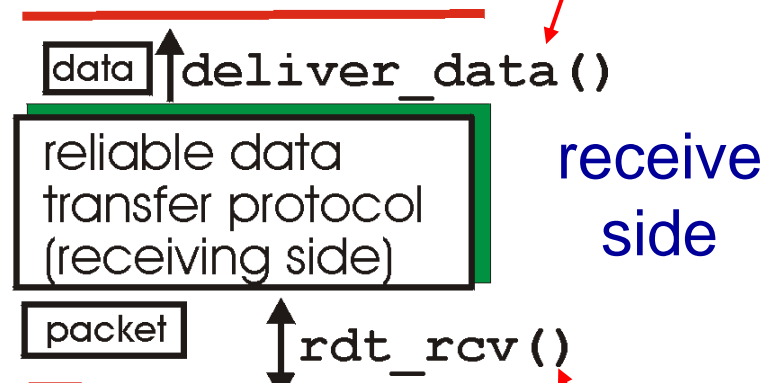 data deliver_data()
reliable data
transfer protocol
(receiving side)
receive
side
packet rdt_rcv()